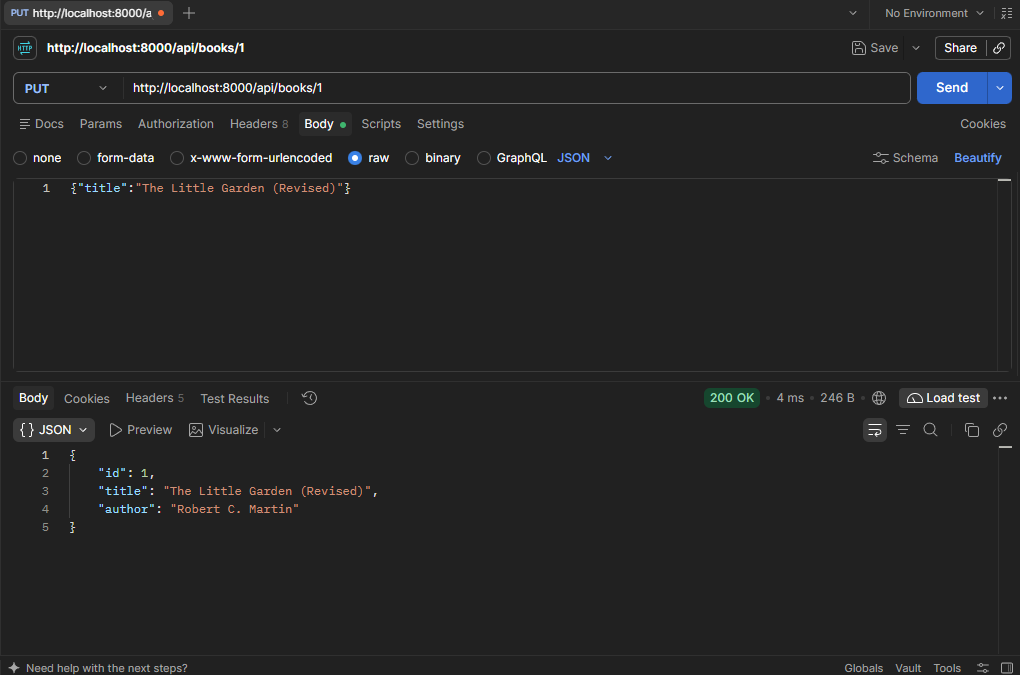 PUT http://localhost:8000/a No Environment
HTTP http://localhost:8000/api/books/1 Save Share
PUT http://localhost:8000/api/books/1 Send
Docs Params Authorization Headers 8 Body Scripts Settings Cookies
none form-data x-www-form-urlencoded raw binary GraphQL JSON Schema Beautify
1 {"title":"The Little Garden (Revised)"}
Body Cookies Headers 5 Test Results 200 OK • 4 ms • 246 B • Load test
{} JSON Preview Visualize
1 {
2 "id": 1,
3 "title": "The Little Garden (Revised)",
4 "author": "Robert C. Martin"
5 }
Need help with the next steps? Globals Vault Tools